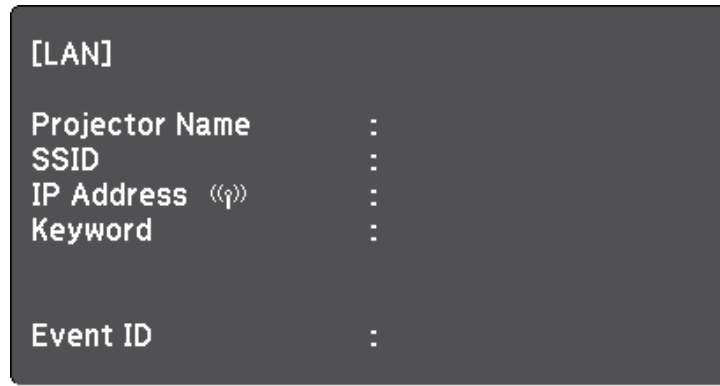 [LAN]
Projector Name :
SSID :
IP Address :
Keyword :
Event ID :